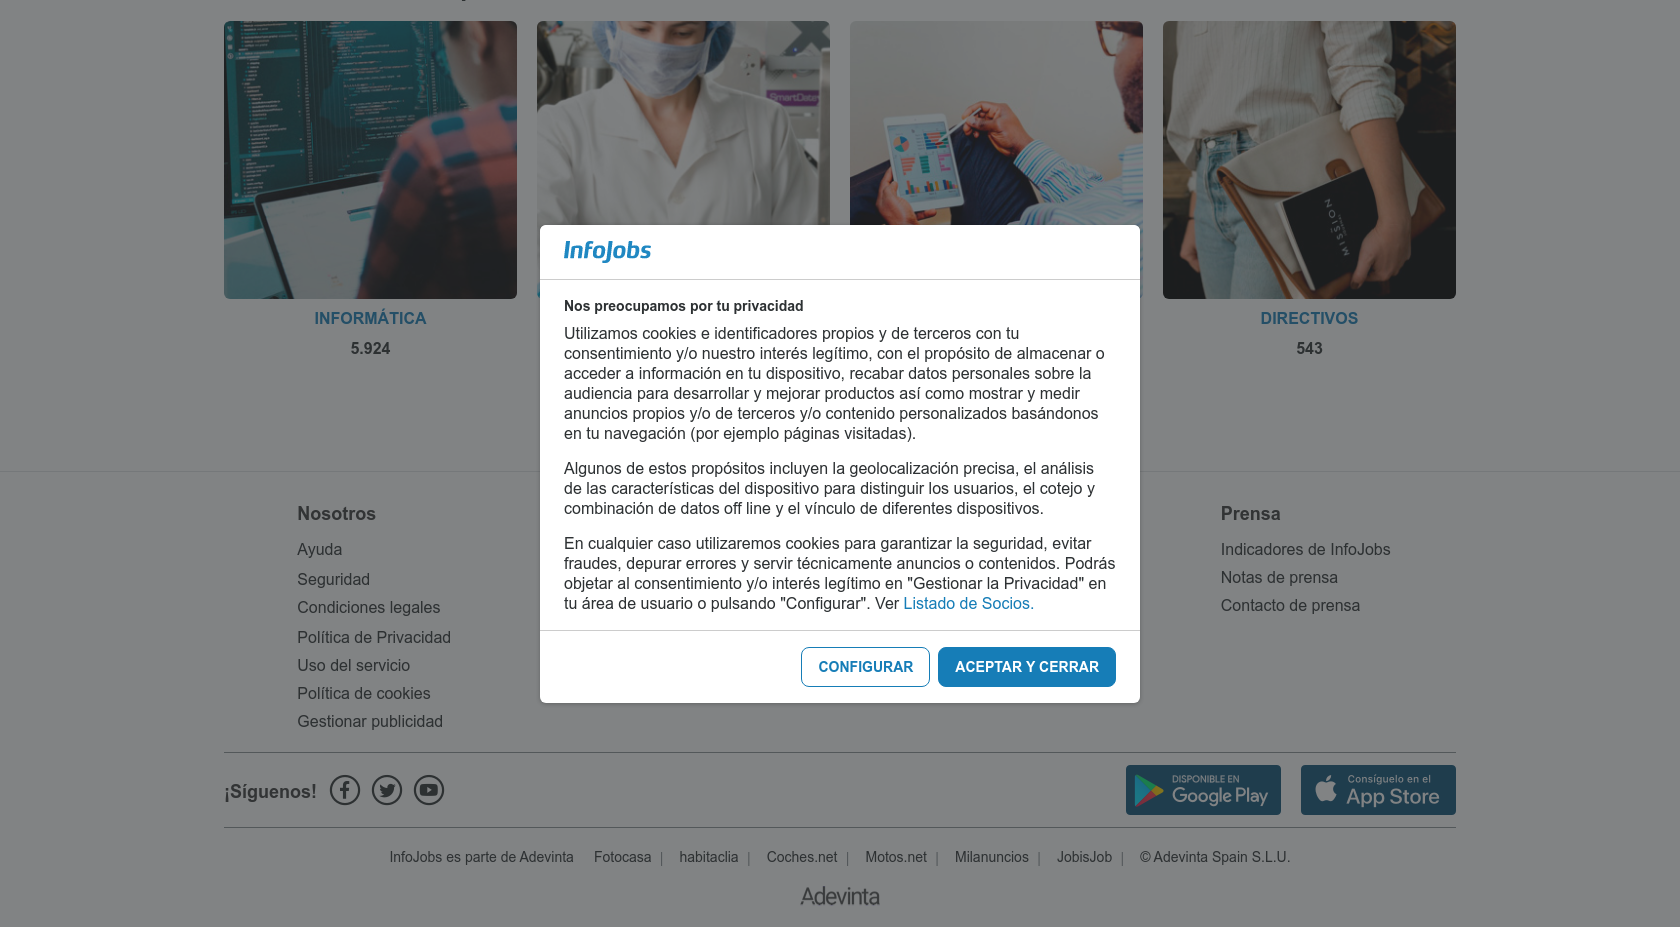 SmartDate
MISSION
INFORMÁTICA
5.924
DIRECTIVOS
543
InfoJobs
Nos preocupamos por tu privacidad
Utilizamos cookies e identificadores propios y de terceros con tu
consentimiento y/o nuestro interés legítimo, con el propósito de almacenar o
acceder a información en tu dispositivo, recabar datos personales sobre la
audiencia para desarrollar y mejorar productos así como mostrar y medir
anuncios propios y/o de terceros y/o contenido personalizados basándonos
en tu navegación (por ejemplo páginas visitadas).
Algunos de estos propósitos incluyen la geolocalización precisa, el análisis
de las características del dispositivo para distinguir los usuarios, el cotejo y
combinación de datos off line y el vínculo de diferentes dispositivos.
En cualquier caso utilizaremos cookies para garantizar la seguridad, evitar
fraudes, depurar errores y servir técnicamente anuncios o contenidos. Podrás
objetar al consentimiento y/o interés legítimo en "Gestionar la Privacidad" en
tu área de usuario o pulsando "Configurar". Ver Listado de Socios.
CONFIGURAR
ACEPTAR Y CERRAR
Nosotros
Ayuda
Seguridad
Condiciones legales
Política de Privacidad
Uso del servicio
Política de cookies
Gestionar publicidad
Prensa
Indicadores de InfoJobs
Notas de prensa
Contacto de prensa
¡Síguenos!
DISPONIBLE EN
Google Play
Consíguelo en el
App Store
InfoJobs es parte de Adevinta Fotocasa | habitaclia | Coches.net | Motos.net | Milanuncios | JobisJob | © Adevinta Spain S.L.U.
Adevinta